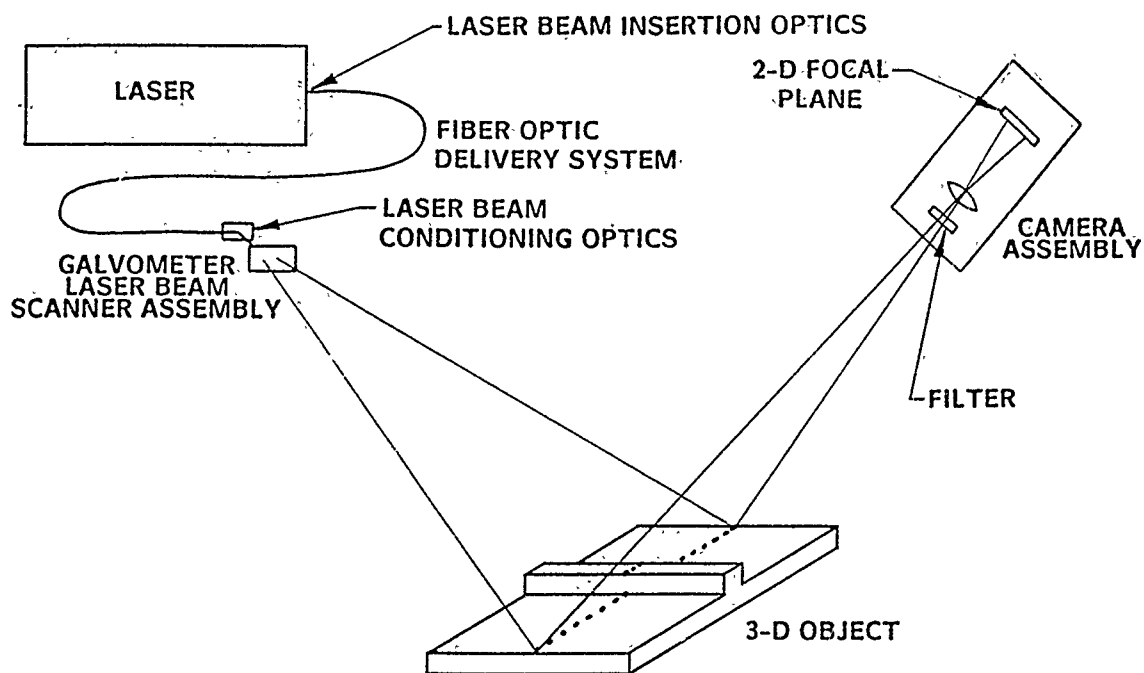 LASER BEAM INSERTION OPTICS
LASER
2-D FOCAL
PLANE
FIBER OPTIC
DELIVERY SYSTEM
LASER BEAM
CONDITIONING OPTICS
CAMERA
ASSEMBLY
GALVOMETER
LASER BEAM
SCANNER ASSEMBLY
FILTER
3-D OBJECT